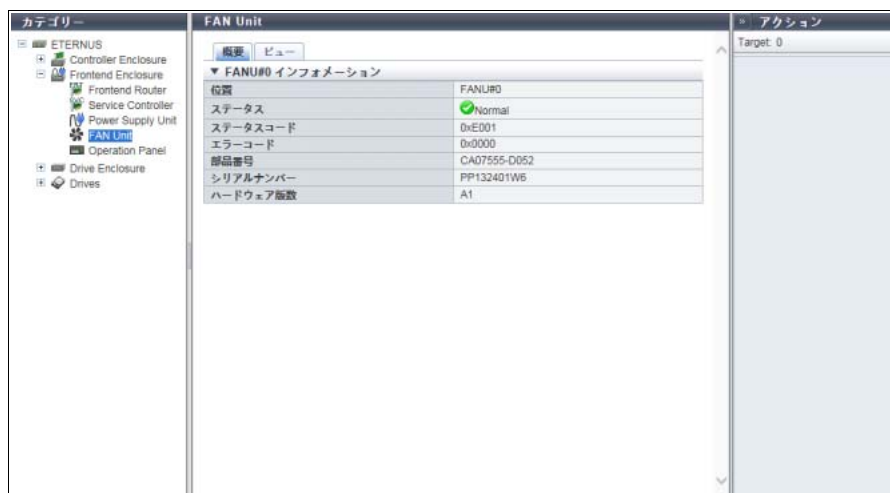 カテゴリー
ETERNUS
Controller Enclosure
Frontend Enclosure
Frontend Router
Service Controller
Power Supply Unit
FAN Unit
Operation Panel
Drive Enclosure
Drives
FAN Unit
概要 ビュー
▼ FANU#0 インフォメーション
位置 FANU#0
ステータス Normal
ステータスコード 0xE001
エラーコード 0x0000
部品番号 CA07555-D052
シリアルナンバー PP132401W6
ハードウェア版数 A1
» アクション
Target: 0